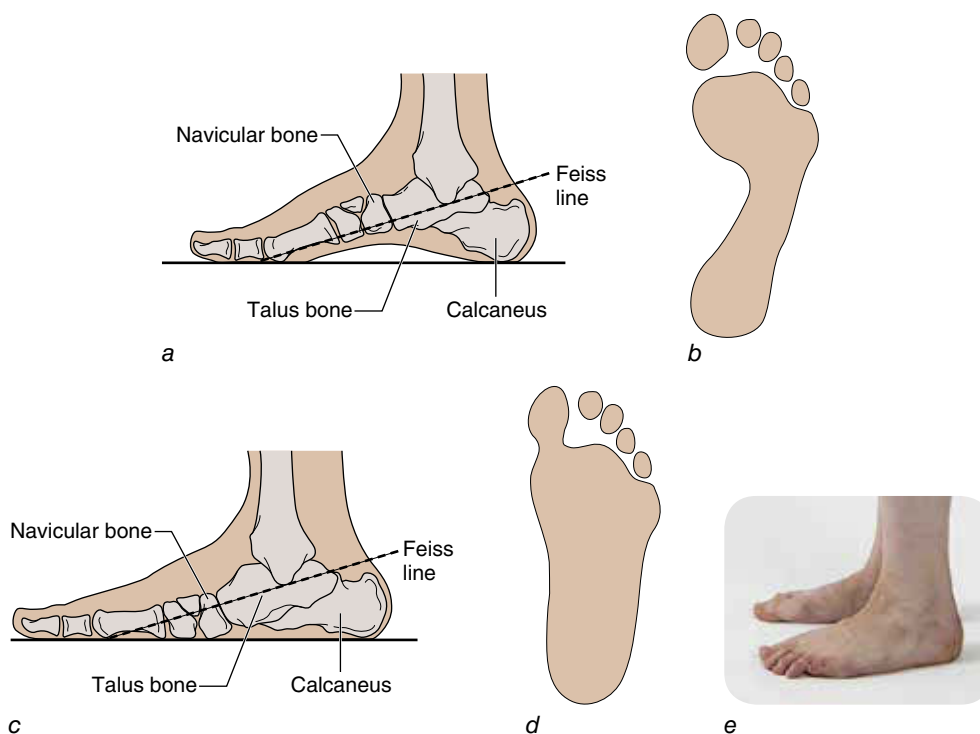 Navicular bone
Feiss
line
Talus bone
Calcaneus
a
b
Navicular bone
Feiss
line
Talus bone
Calcaneus
c
d
e